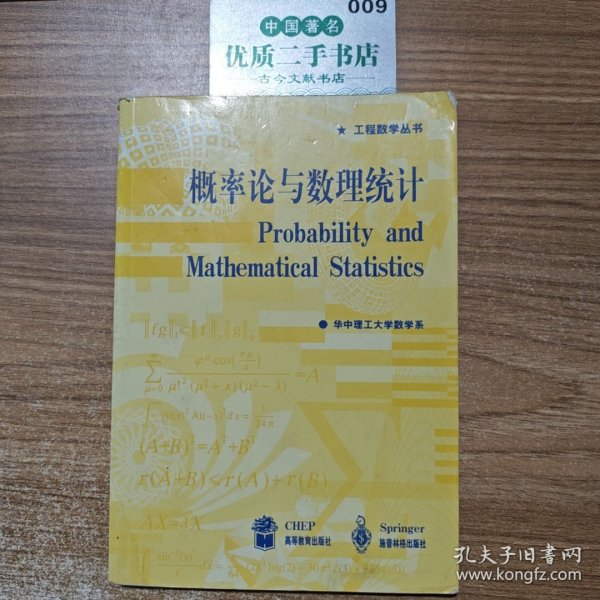 009
中国著名
优质二手书店
古今文献书店
★ 工程数学丛书
概率论与数理统计
Probability and
Mathematical Statistics
● 华中理工大学数学系
(A+B)ᵀ=Aᵀ+Bᵀ
r(A+B)≤r(A)+r(B)
AX=λX
CHEP
高等教育出版社
Springer
施普林格出版社
孔夫子旧书网
www.kongfz.com